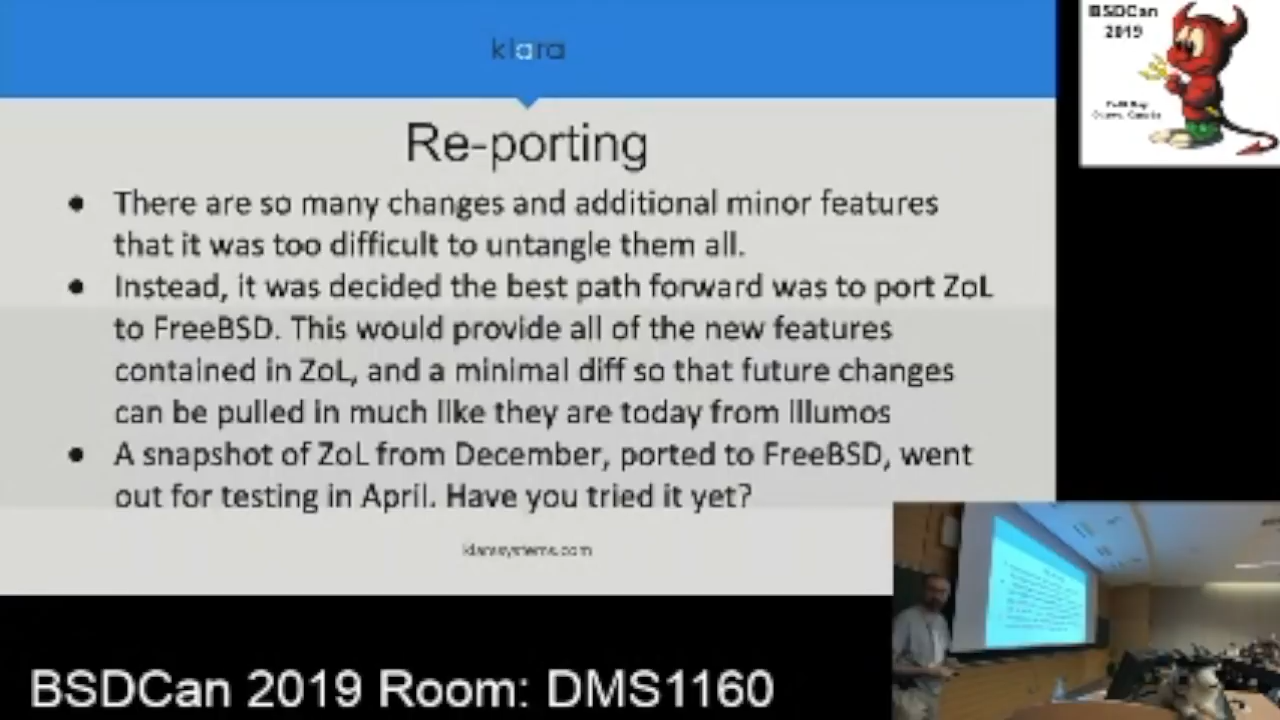 klara
BSDCan
2019
Re-porting
● There are so many changes and additional minor features
that it was too difficult to untangle them all.
● Instead, it was decided the best path forward was to port ZoL
to FreeBSD. This would provide all of the new features
contained in ZoL, and a minimal diff so that future changes
can be pulled in much like they are today from Illumos
● A snapshot of ZoL from December, ported to FreeBSD, went
out for testing in April. Have you tried it yet?
klarasystems.com
BSDCan 2019 Room: DMS1160